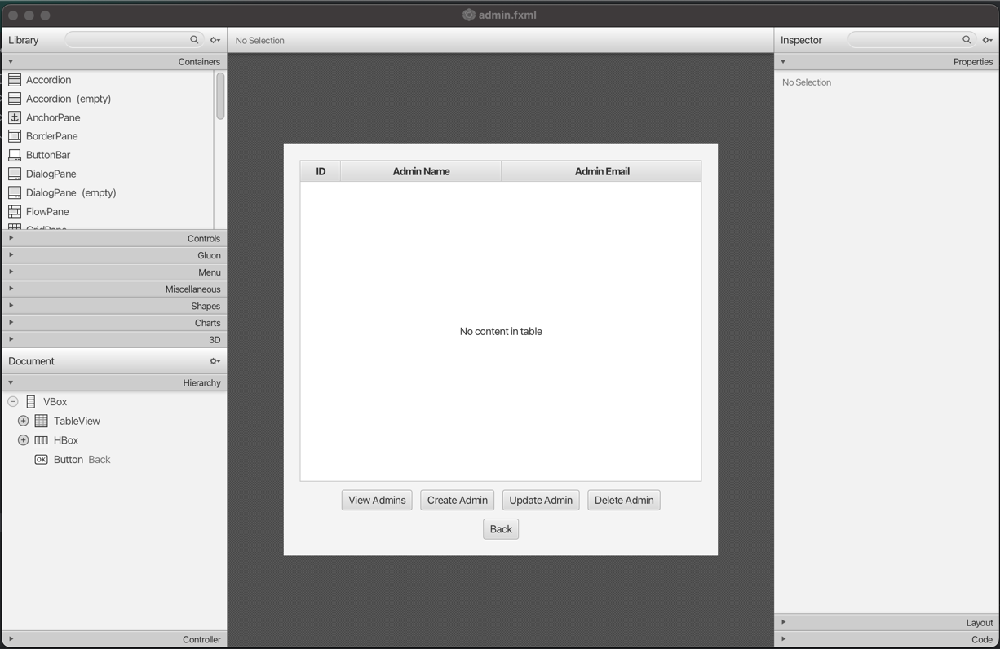 admin.fxml
Library
No Selection
Inspector
Containers
Properties
Accordion
No Selection
Accordion (empty)
AnchorPane
BorderPane
ButtonBar
DialogPane
DialogPane (empty)
FlowPane
GridPane
Controls
Gluon
Menu
Miscellaneous
Shapes
Charts
3D
Document
Hierarchy
VBox
TableView
HBox
OK Button Back
Controller
ID Admin Name Admin Email
No content in table
View Admins Create Admin Update Admin Delete Admin
Back
Layout
Code